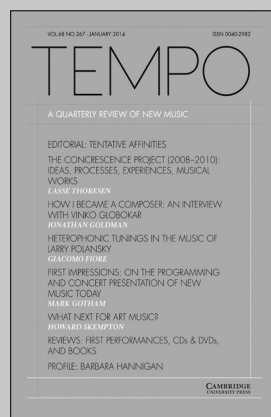 VOL.68 NO.267 · JANUARY 2014 ISSN 0040-2982
TEMPO
A QUARTERLY REVIEW OF NEW MUSIC
EDITORIAL: TENTATIVE AFFINITIES
THE CONCRESCENCE PROJECT (2008–2010):
IDEAS, PROCESSES, EXPERIENCES, MUSICAL
WORKS
LASSE THORESEN
HOW I BECAME A COMPOSER: AN INTERVIEW
WITH VINKO GLOBOKAR
JONATHAN GOLDMAN
HETEROPHONIC TUNINGS IN THE MUSIC OF
LARRY POLANSKY
GIACOMO FIORE
FIRST IMPRESSIONS: ON THE PROGRAMMING
AND CONCERT PRESENTATION OF NEW
MUSIC TODAY
MARK GOTHAM
WHAT NEXT FOR ART MUSIC?
HOWARD SKEMPTON
REVIEWS: FIRST PERFORMANCES, CDs & DVDs,
AND BOOKS
PROFILE: BARBARA HANNIGAN
CAMBRIDGE
UNIVERSITY PRESS